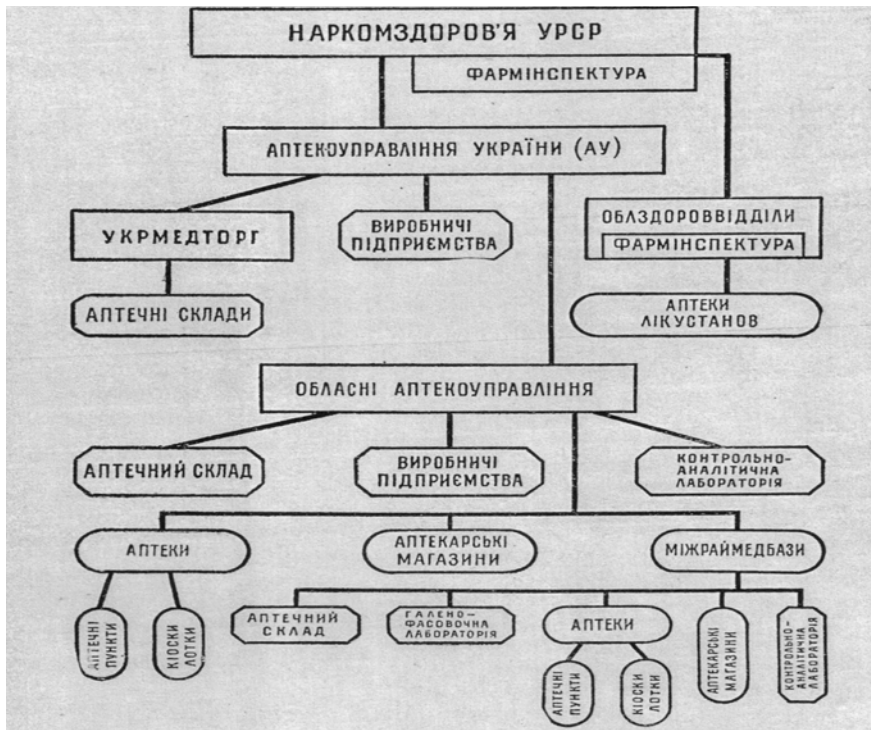 НАРКОМЗДОРОВ'Я УРСР
ФАРМІНСПЕКТУРА
АПТЕКОУПРАВЛІННЯ УКРАЇНИ (АУ)
УКРМЕДТОРГ
ВИРОБНИЧІ
ПІДПРИЄМСТВА
ОБЛЗДОРОВВІДДІЛИ
ФАРМІНСПЕКТУРА
АПТЕЧНІ СКЛАДИ
АПТЕКИ
ЛІКУСТАНОВ
ОБЛАСНІ АПТЕКОУПРАВЛІННЯ
АПТЕЧНИЙ СКЛАД
ВИРОБНИЧІ
ПІДПРИЄМСТВА
КОНТРОЛЬНО-
АНАЛІТИЧНА
ЛАБОРАТОРІЯ
АПТЕКИ
АПТЕКАРСЬКІ
МАГАЗИНИ
МІЖРАЙМЕДБАЗИ
АПТЕЧНІ
ПУНКТИ
КІОСКИ
ЛОТКИ
АПТЕЧНИЙ
СКЛАД
ГАЛЕНО-
ФАСОВОЧНА
ЛАБОРАТОРІЯ
АПТЕКИ
АПТЕЧНІ
ПУНКТИ
КІОСКИ
ЛОТКИ
АПТЕКАРСЬКІ
МАГАЗИНИ
КОНТРОЛЬНО-
АНАЛІТИЧНА
ЛАБОРАТОРІЯ